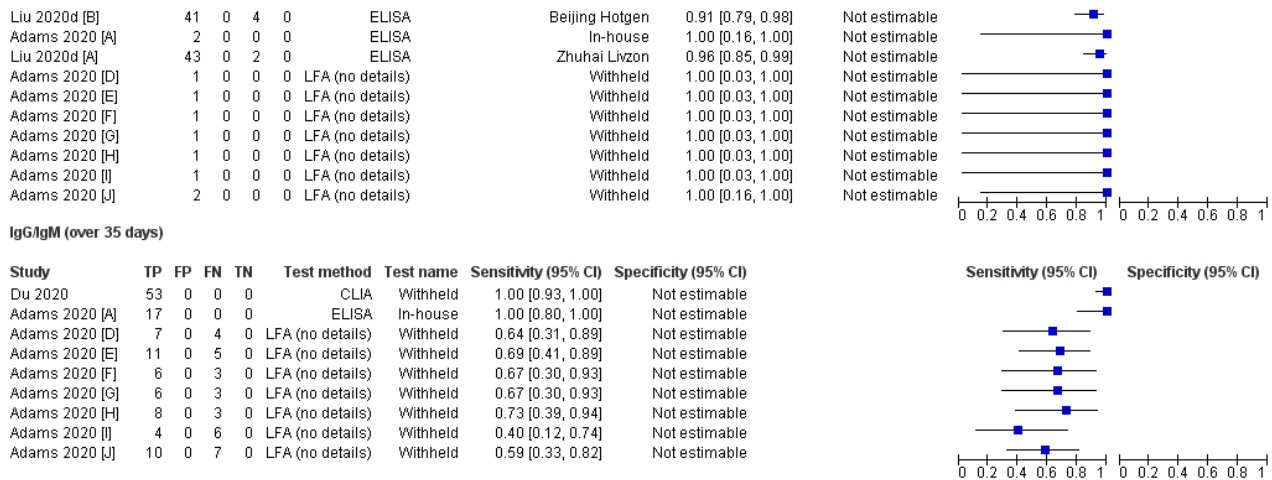 Liu 2020d [B] 41 0 4 0 ELISA Beijing Hotgen 0.91 [0.79, 0.98] Not estimable
Adams 2020 [A] 2 0 0 0 ELISA In-house 1.00 [0.16, 1.00] Not estimable
Liu 2020d [A] 43 0 2 0 ELISA Zhuhai Livzon 0.96 [0.85, 0.99] Not estimable
Adams 2020 [D] 1 0 0 0 LFA (no details) Withheld 1.00 [0.03, 1.00] Not estimable
Adams 2020 [E] 1 0 0 0 LFA (no details) Withheld 1.00 [0.03, 1.00] Not estimable
Adams 2020 [F] 1 0 0 0 LFA (no details) Withheld 1.00 [0.03, 1.00] Not estimable
Adams 2020 [G] 1 0 0 0 LFA (no details) Withheld 1.00 [0.03, 1.00] Not estimable
Adams 2020 [H] 1 0 0 0 LFA (no details) Withheld 1.00 [0.03, 1.00] Not estimable
Adams 2020 [I] 1 0 0 0 LFA (no details) Withheld 1.00 [0.03, 1.00] Not estimable
Adams 2020 [J] 2 0 0 0 LFA (no details) Withheld 1.00 [0.16, 1.00] Not estimable
0 0.2 0.4 0.6 0.8 1 0 0.2 0.4 0.6 0.8 1
IgG/IgM (over 35 days)
Study TP FP FN TN Test method Test name Sensitivity (95% CI) Specificity (95% CI) Sensitivity (95% CI) Specificity (95% CI)
Du 2020 53 0 0 0 CLIA Withheld 1.00 [0.93, 1.00] Not estimable
Adams 2020 [A] 17 0 0 0 ELISA In-house 1.00 [0.80, 1.00] Not estimable
Adams 2020 [D] 7 0 4 0 LFA (no details) Withheld 0.64 [0.31, 0.89] Not estimable
Adams 2020 [E] 11 0 5 0 LFA (no details) Withheld 0.69 [0.41, 0.89] Not estimable
Adams 2020 [F] 6 0 3 0 LFA (no details) Withheld 0.67 [0.30, 0.93] Not estimable
Adams 2020 [G] 6 0 3 0 LFA (no details) Withheld 0.67 [0.30, 0.93] Not estimable
Adams 2020 [H] 8 0 3 0 LFA (no details) Withheld 0.73 [0.39, 0.94] Not estimable
Adams 2020 [I] 4 0 6 0 LFA (no details) Withheld 0.40 [0.12, 0.74] Not estimable
Adams 2020 [J] 10 0 7 0 LFA (no details) Withheld 0.59 [0.33, 0.82] Not estimable
0 0.2 0.4 0.6 0.8 1 0 0.2 0.4 0.6 0.8 1